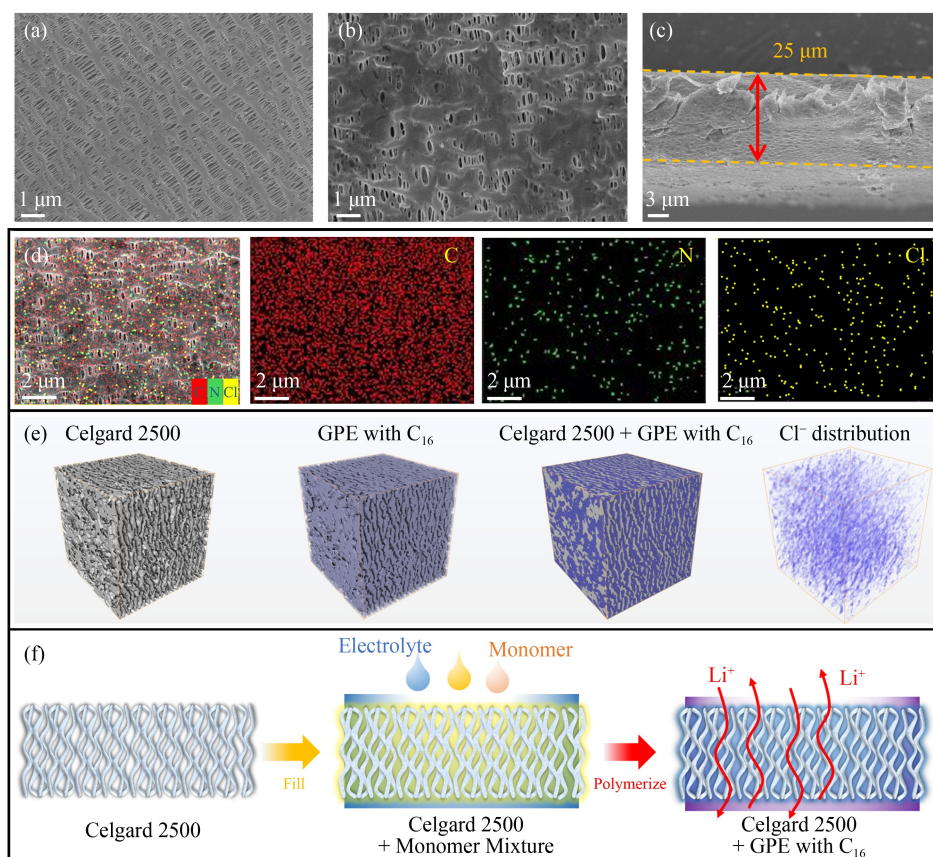 (a)
1 μm
(b)
1 μm
(c)
25 μm
3 μm
(d)
2 μm
C N Cl
C
2 μm
N
2 μm
Cl
2 μm
(e)
Celgard 2500
GPE with C₁₆
Celgard 2500 + GPE with C₁₆
Cl⁻ distribution
(f)
Electrolyte
Monomer
Li⁺
Li⁺
Fill
Polymerize
Celgard 2500
Celgard 2500
+ Monomer Mixture
Celgard 2500
+ GPE with C₁₆